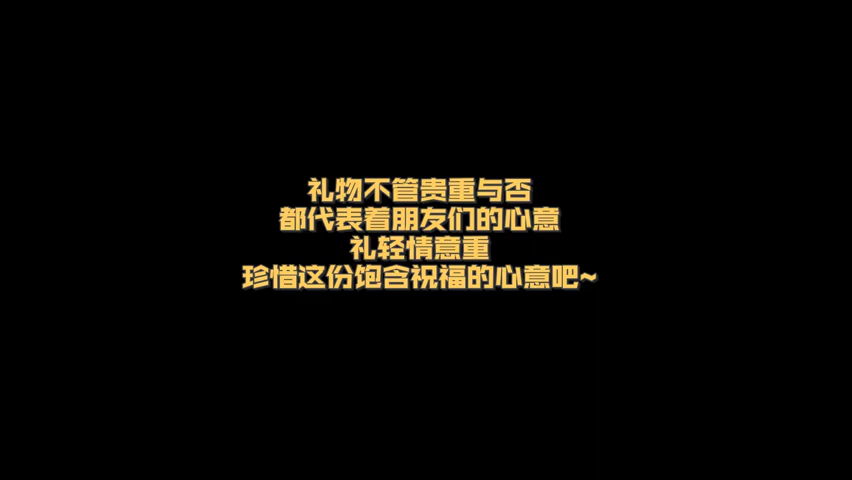 礼物不管贵重与否
都代表着朋友们的心意
礼轻情意重
珍惜这份饱含祝福的心意吧~